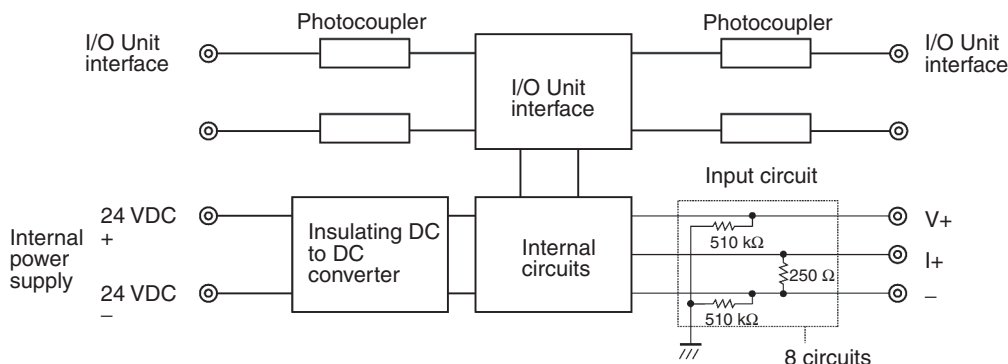 Photocoupler
Photocoupler
I/O Unit
interface
I/O Unit
interface
I/O Unit
interface
Input circuit
Internal
power
supply
24 VDC
+
24 VDC
–
Insulating DC
to DC
converter
Internal
circuits
510 kΩ
250 Ω
510 kΩ
V+
I+
–
8 circuits